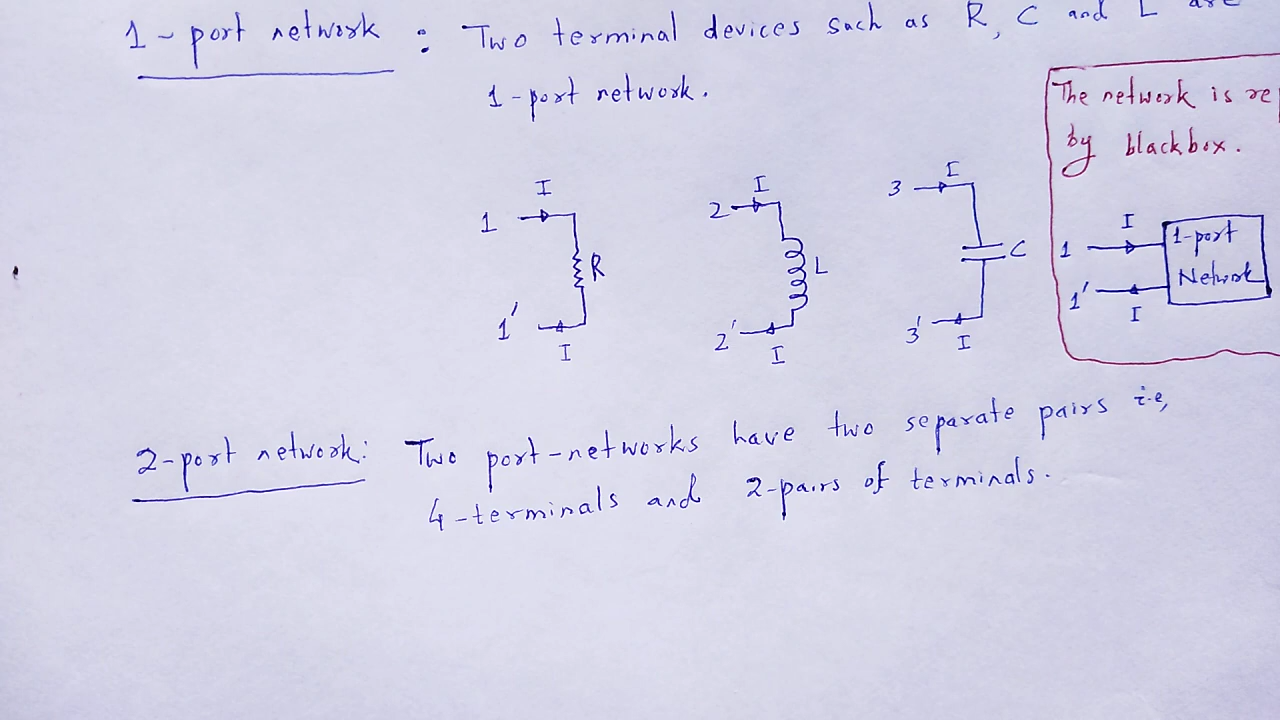 1-port network : Two terminal devices such as R, C and L are
1-port network.
The network is
by blackbox.
I
1
R
1'
I
I
2
L
2'
I
I
3
C
3'
I
I
1
1-port
Network
1'
I
2-port network: Two port-networks have two separate pairs i.e,
4-terminals and 2-pairs of terminals.